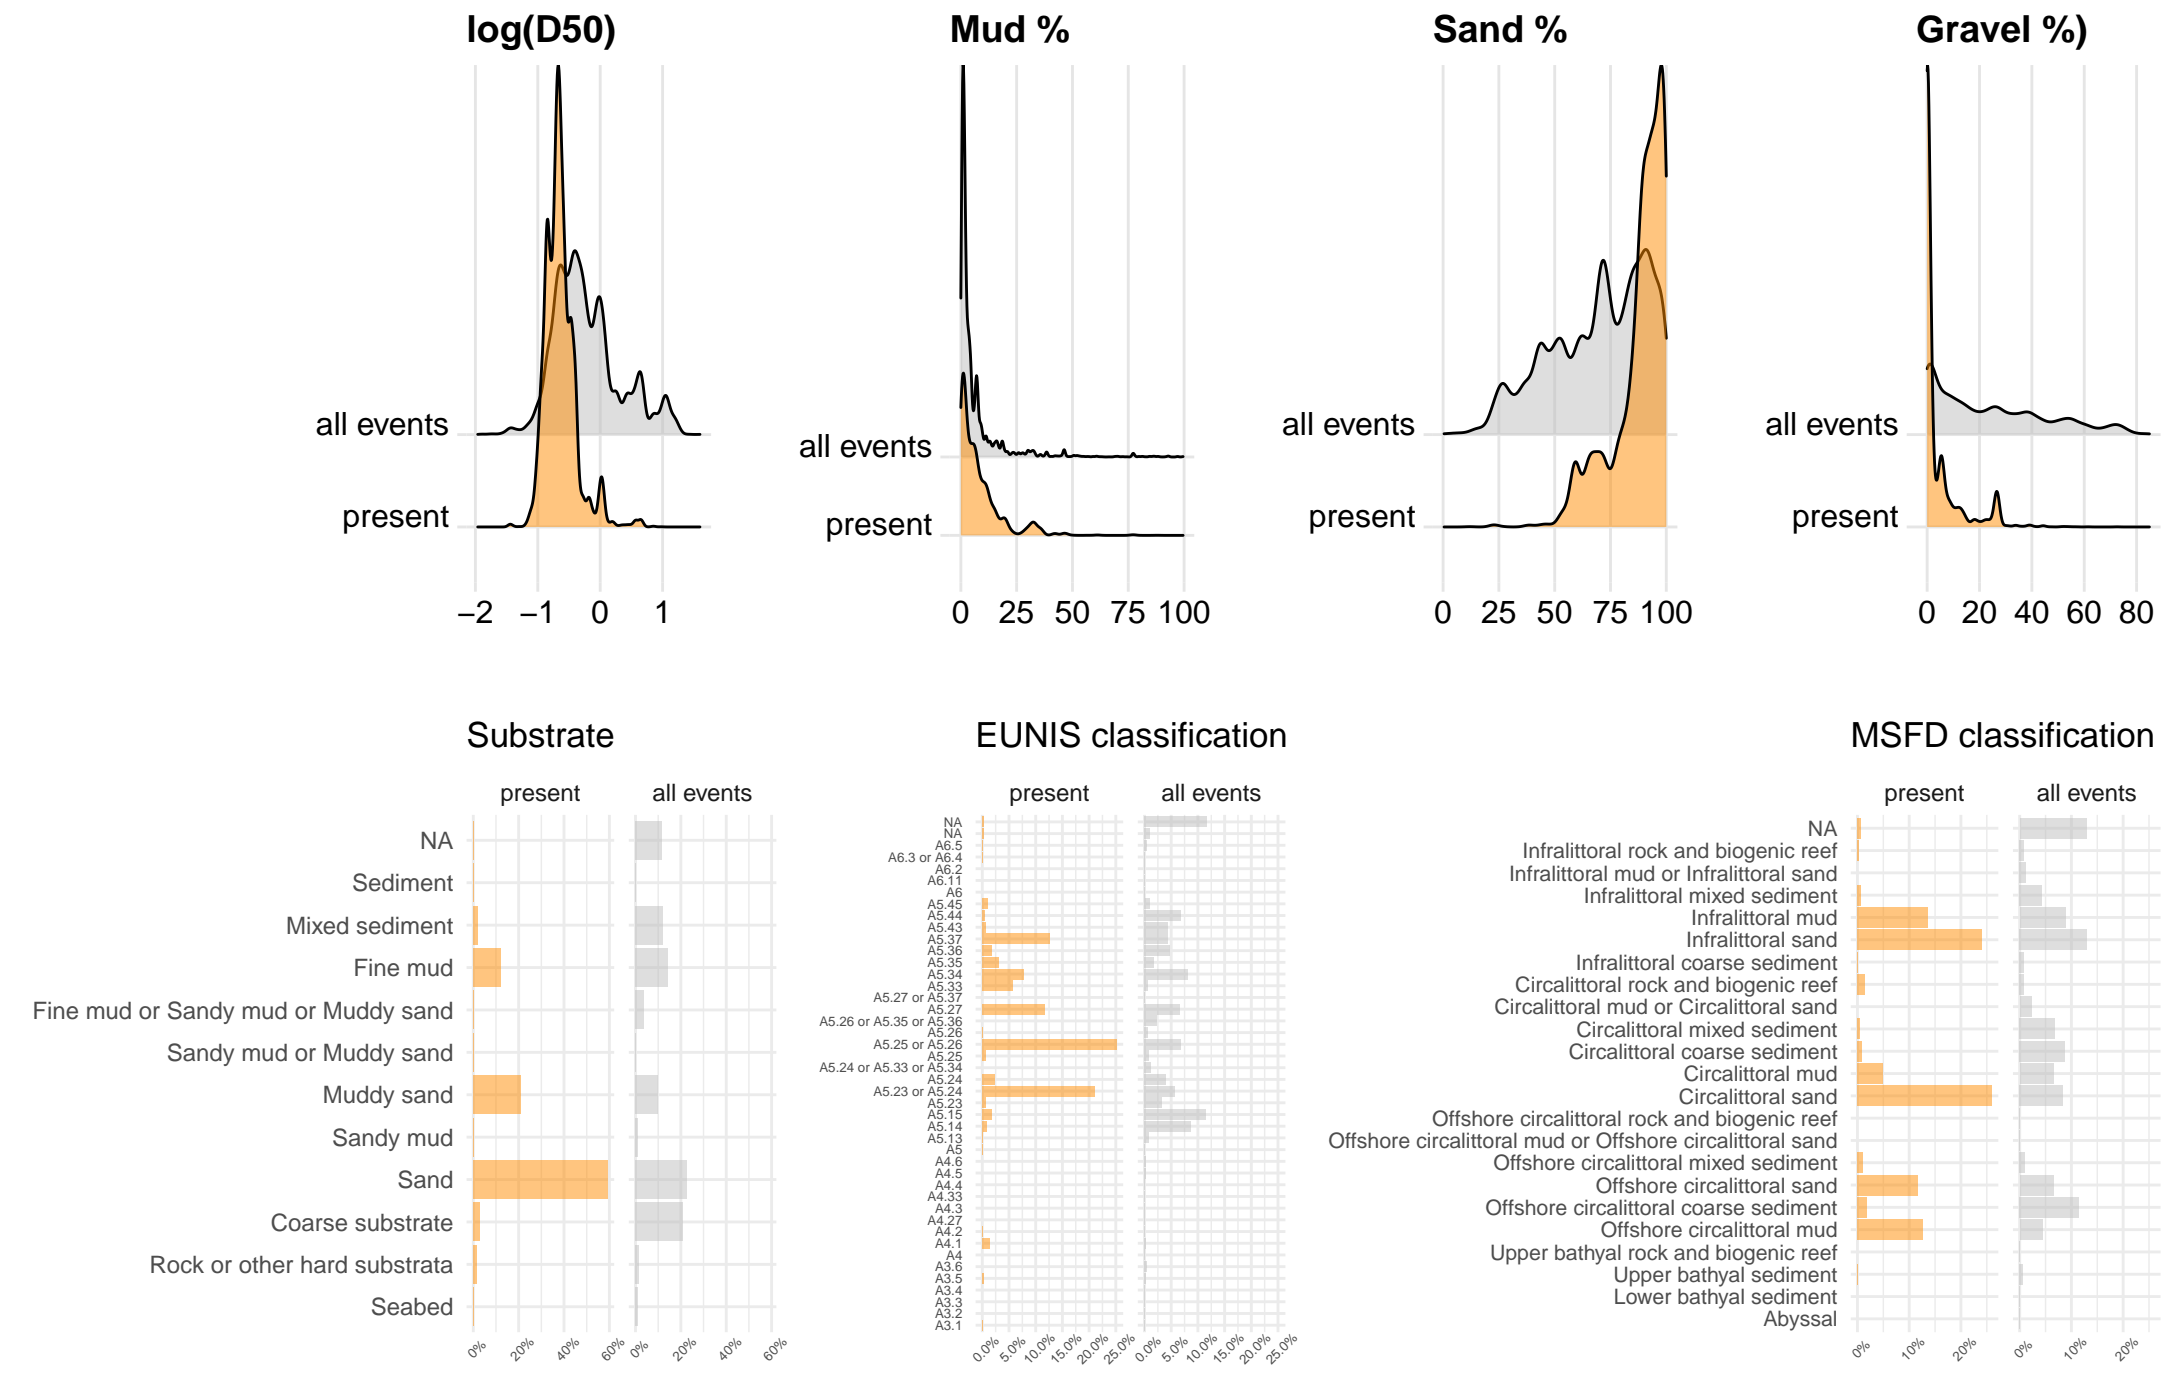 log(D50)
Mud %
Sand %
Gravel %)
all events
present
−2 −1 0 1
all events
present
0 25 50 75 100
all events
present
0 25 50 75 100
all events
present
0 20 40 60 80
Substrate
present all events
NA
Sediment
Mixed sediment
Fine mud
Fine mud or Sandy mud or Muddy sand
Sandy mud or Muddy sand
Muddy sand
Sandy mud
Sand
Coarse substrate
Rock or other hard substrata
Seabed
0% 20% 40% 60% 0% 20% 40% 60%
EUNIS classification
present all events
NA
NA
A6.5
A6.3 or A6.4
A6.2
A6.11
A6
A5.45
A5.44
A5.43
A5.37
A5.36
A5.35
A5.34
A5.33
A5.27 or A5.37
A5.27
A5.26 or A5.35 or A5.36
A5.26
A5.25 or A5.26
A5.25
A5.24 or A5.33 or A5.34
A5.24
A5.23 or A5.24
A5.23
A5.15
A5.14
A5.13
A5
A4.6
A4.5
A4.4
A4.33
A4.3
A4.27
A4.2
A4.1
A4
A3.6
A3.5
A3.4
A3.3
A3.2
A3.1
0.0% 5.0% 10.0% 15.0% 20.0% 25.0% 0.0% 5.0% 10.0% 15.0% 20.0% 25.0%
MSFD classification
present all events
NA
Infralittoral rock and biogenic reef
Infralittoral mud or Infralittoral sand
Infralittoral mixed sediment
Infralittoral mud
Infralittoral sand
Infralittoral coarse sediment
Circalittoral rock and biogenic reef
Circalittoral mud or Circalittoral sand
Circalittoral mixed sediment
Circalittoral coarse sediment
Circalittoral mud
Circalittoral sand
Offshore circalittoral rock and biogenic reef
Offshore circalittoral mud or Offshore circalittoral sand
Offshore circalittoral mixed sediment
Offshore circalittoral sand
Offshore circalittoral coarse sediment
Offshore circalittoral mud
Upper bathyal rock and biogenic reef
Upper bathyal sediment
Lower bathyal sediment
Abyssal
0% 10% 20% 0% 10% 20%